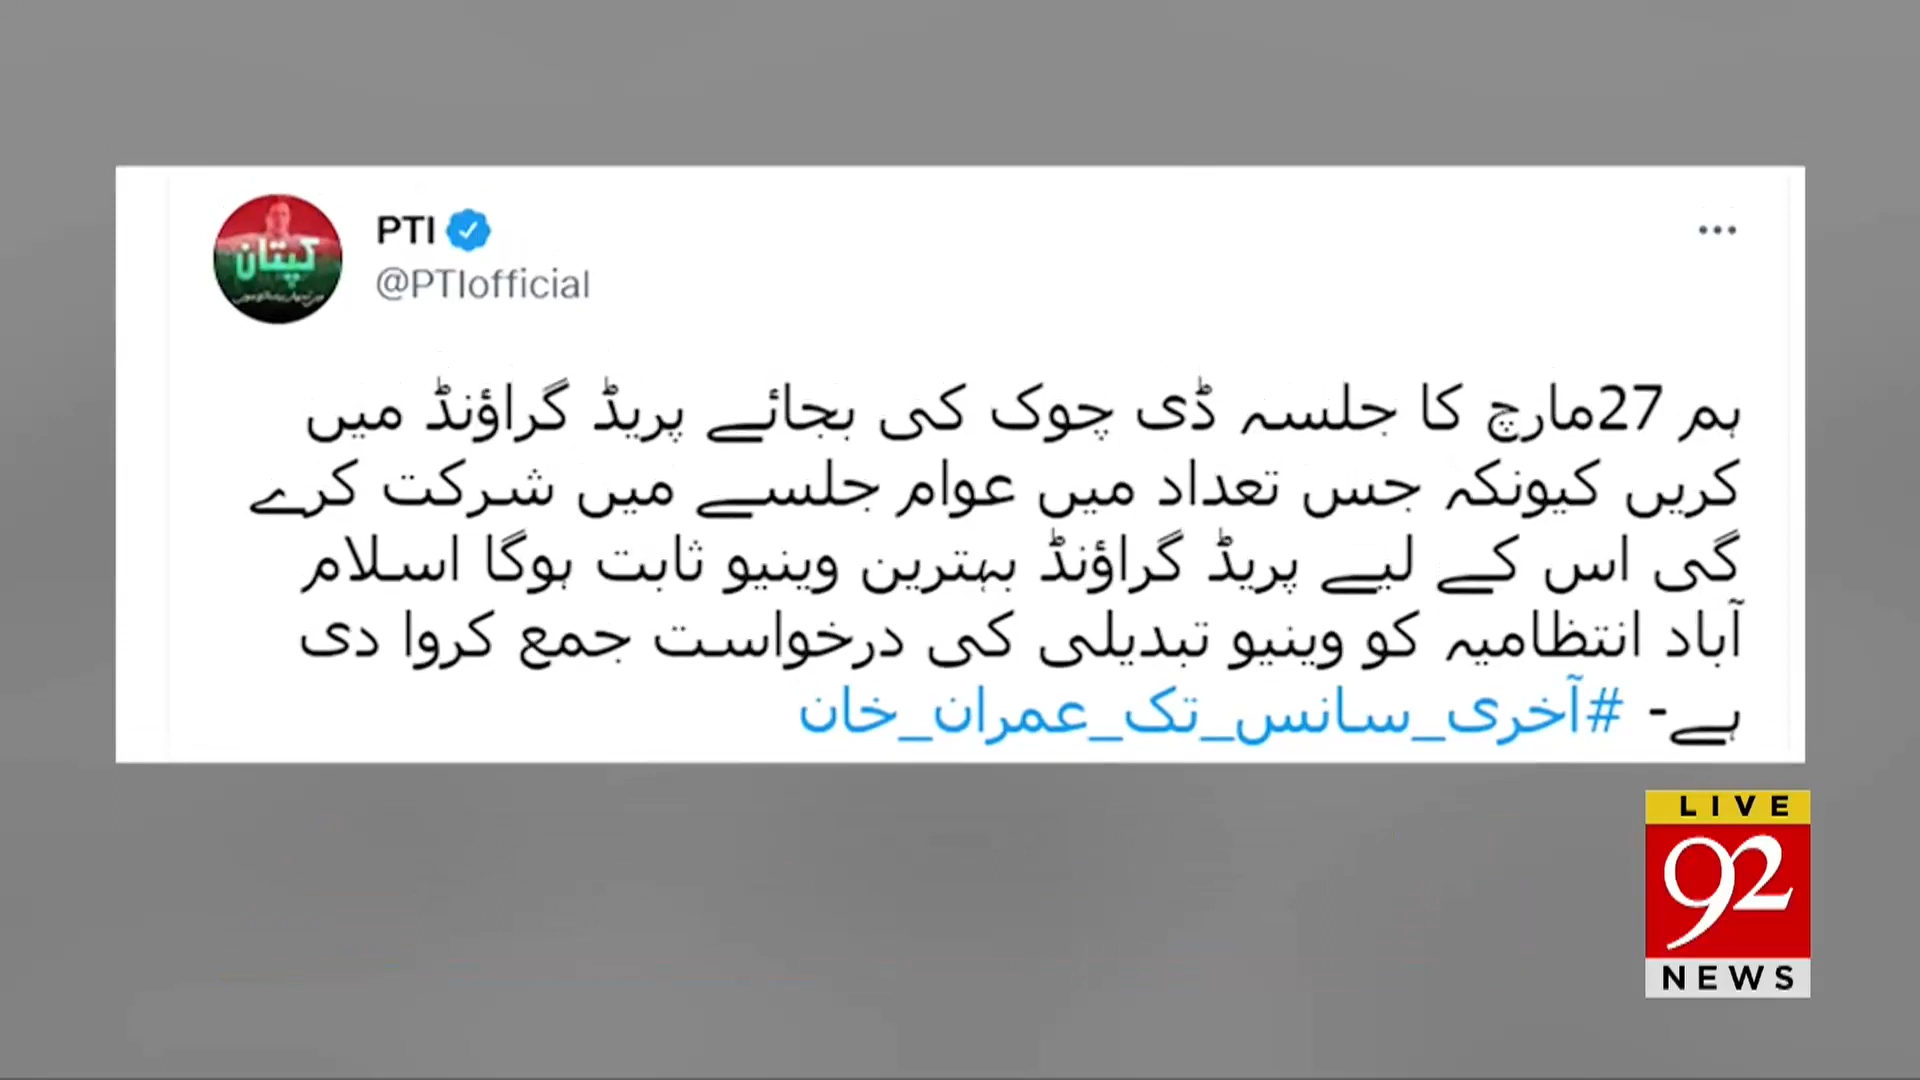 PTI
@PTIofficial
کپتان
ہم 27مارچ کا جلسہ ڈی چوک کی بجائے پریڈ گراؤنڈ میں
کریں کیونکہ جس تعداد میں عوام جلسے میں شرکت کرے
گی اس کے لیے پریڈ گراؤنڈ بہترین وینیو ثابت ہوگا اسلام
آباد انتظامیہ کو وینیو تبدیلی کی درخواست جمع کروا دی
ہے- #آخری_سانس_تک_عمران_خان
LIVE
92
NEWS